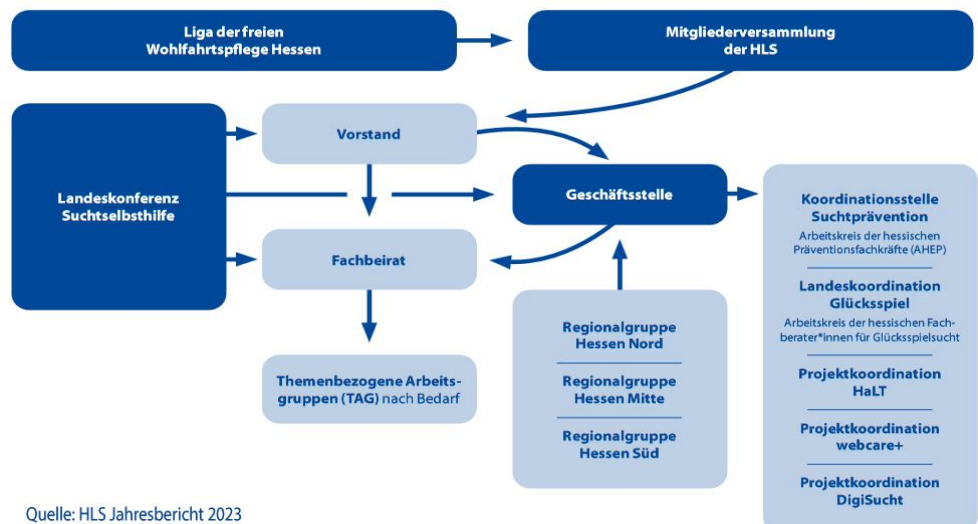 Liga der freien
Wohlfahrtspflege Hessen
Mitgliederversammlung
der HLS
Landeskonferenz
Suchtselbsthilfe
Vorstand
Geschäftsstelle
Fachbeirat
Themenbezogene Arbeits-
gruppen (TAG) nach Bedarf
Regionalgruppe
Hessen Nord
Regionalgruppe
Hessen Mitte
Regionalgruppe
Hessen Süd
Koordinationsstelle
Suchtprävention
Arbeitskreis der hessischen
Präventionsfachkräfte (AHEP)
Landeskoordination
Glücksspiel
Arbeitskreis der hessischen Fach-
berater*innen für Glücksspielsucht
Projektkoordination
HaLT
Projektkoordination
webcare+
Projektkoordination
DigiSucht
Quelle: HLS Jahresbericht 2023